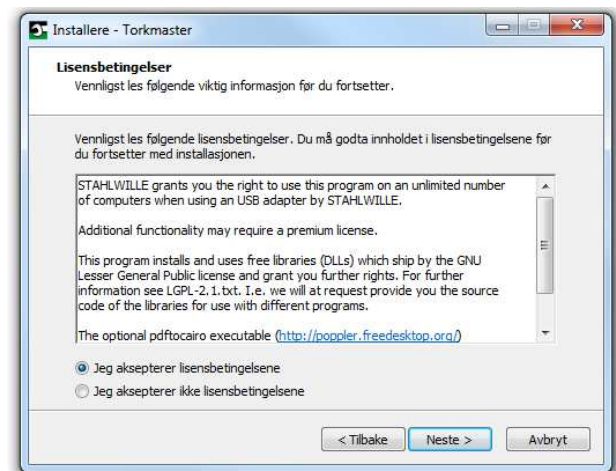 Installere - Torkmaster
Lisensbetingelser
Vennligst les følgende viktig informasjon før du fortsetter.
Vennligst les følgende lisensbetingelser. Du må godta innholdet i lisensbetingelsene før
du fortsetter med installasjonen.
STAHLWILLE grants you the right to use this program on an unlimited number
of computers when using an USB adapter by STAHLWILLE.
Additional functionality may require a premium license.
This program installs and uses free libraries (DLLs) which ship by the GNU
Lesser General Public license and grant you further rights. For further
information see LGPL-2.1.txt. I.e. we will at request provide you the source
code of the libraries for use with different programs.
The optional pdftocairo executable (http://poppler.freedesktop.org/)
Jeg aksepterer lisensbetingelsene
Jeg aksepterer ikke lisensbetingelsene
< Tilbake
Neste >
Avbryt